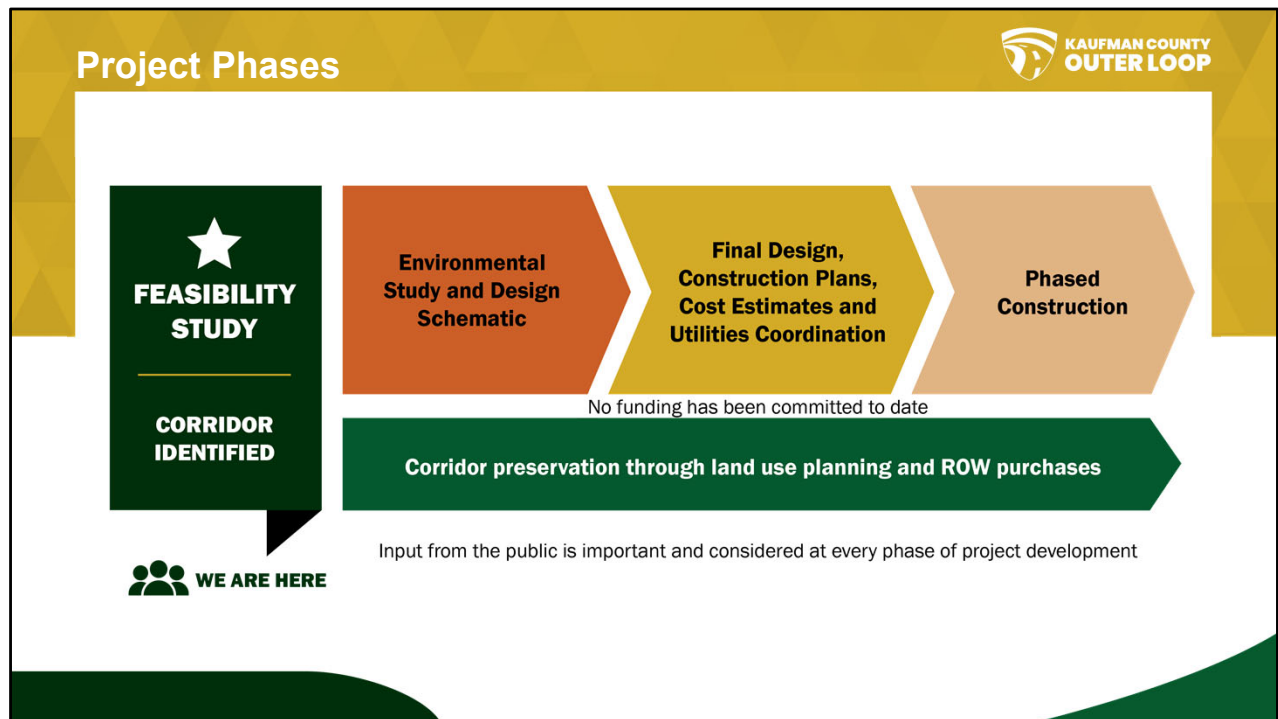 Project Phases
KAUFMAN COUNTY
OUTER LOOP
FEASIBILITY
STUDY
CORRIDOR
IDENTIFIED
WE ARE HERE
Environmental
Study and Design
Schematic
Final Design,
Construction Plans,
Cost Estimates and
Utilities Coordination
Phased
Construction
No funding has been committed to date
Corridor preservation through land use planning and ROW purchases
Input from the public is important and considered at every phase of project development